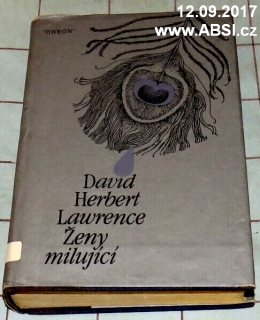 12.09.2017
www.ABSI.cz
"ODEON"
David
Herbert
Lawrence
Ženy
milující